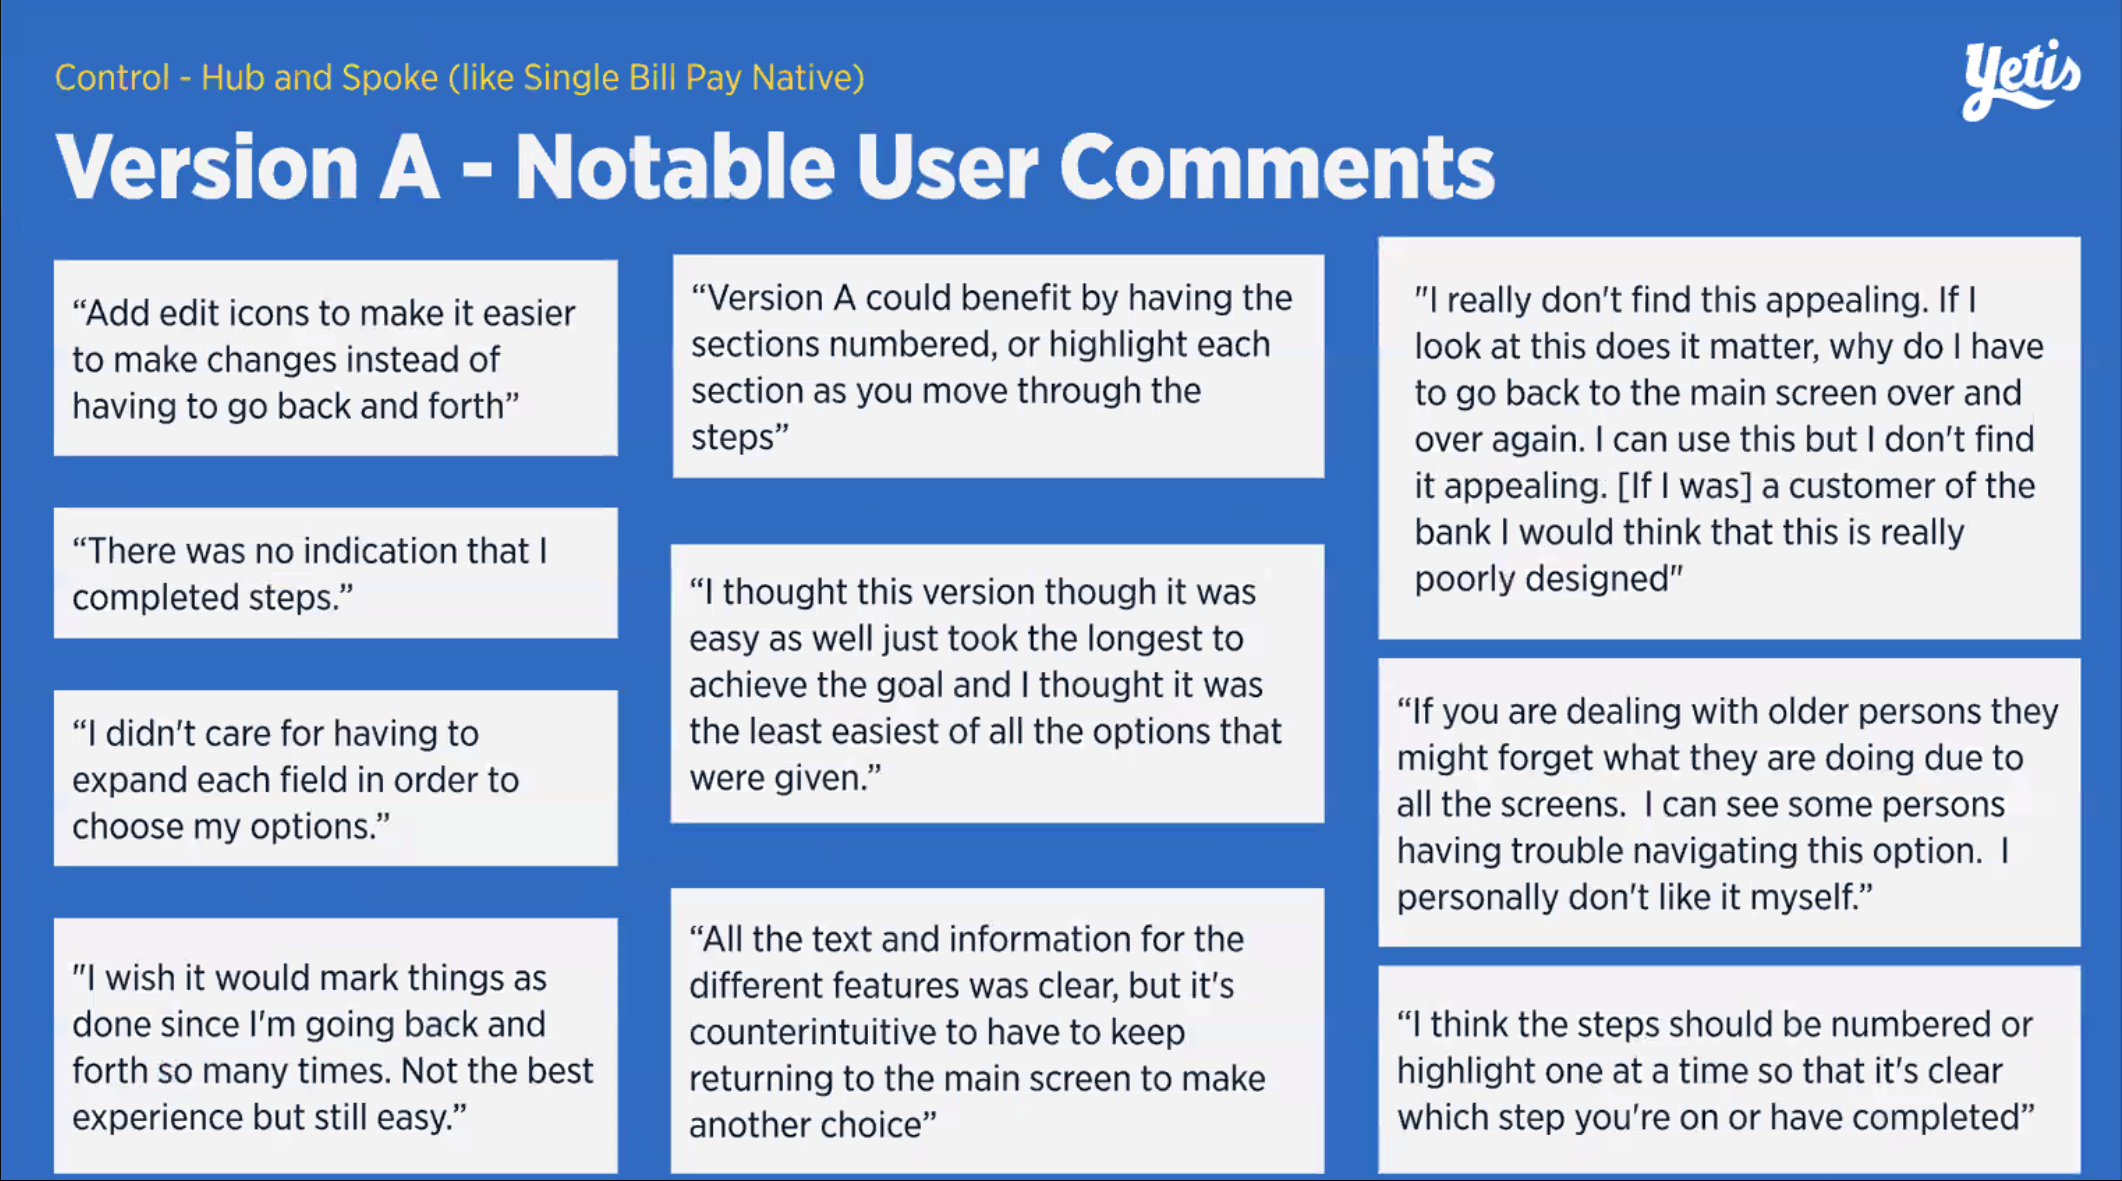 Control - Hub and Spoke (like Single Bill Pay Native)
Yetis
Version A - Notable User Comments
“Add edit icons to make it easier
to make changes instead of
having to go back and forth”
“There was no indication that I
completed steps.”
“I didn't care for having to
expand each field in order to
choose my options.”
"I wish it would mark things as
done since I'm going back and
forth so many times. Not the best
experience but still easy.”
“Version A could benefit by having the
sections numbered, or highlight each
section as you move through the
steps”
“I thought this version though it was
easy as well just took the longest to
achieve the goal and I thought it was
the least easiest of all the options that
were given.”
“All the text and information for the
different features was clear, but it's
counterintuitive to have to keep
returning to the main screen to make
another choice”
"I really don't find this appealing. If I
look at this does it matter, why do I have
to go back to the main screen over and
over again. I can use this but I don't find
it appealing. [If I was] a customer of the
bank I would think that this is really
poorly designed"
“If you are dealing with older persons they
might forget what they are doing due to
all the screens.  I can see some persons
having trouble navigating this option.  I
personally don't like it myself.”
“I think the steps should be numbered or
highlight one at a time so that it's clear
which step you're on or have completed”